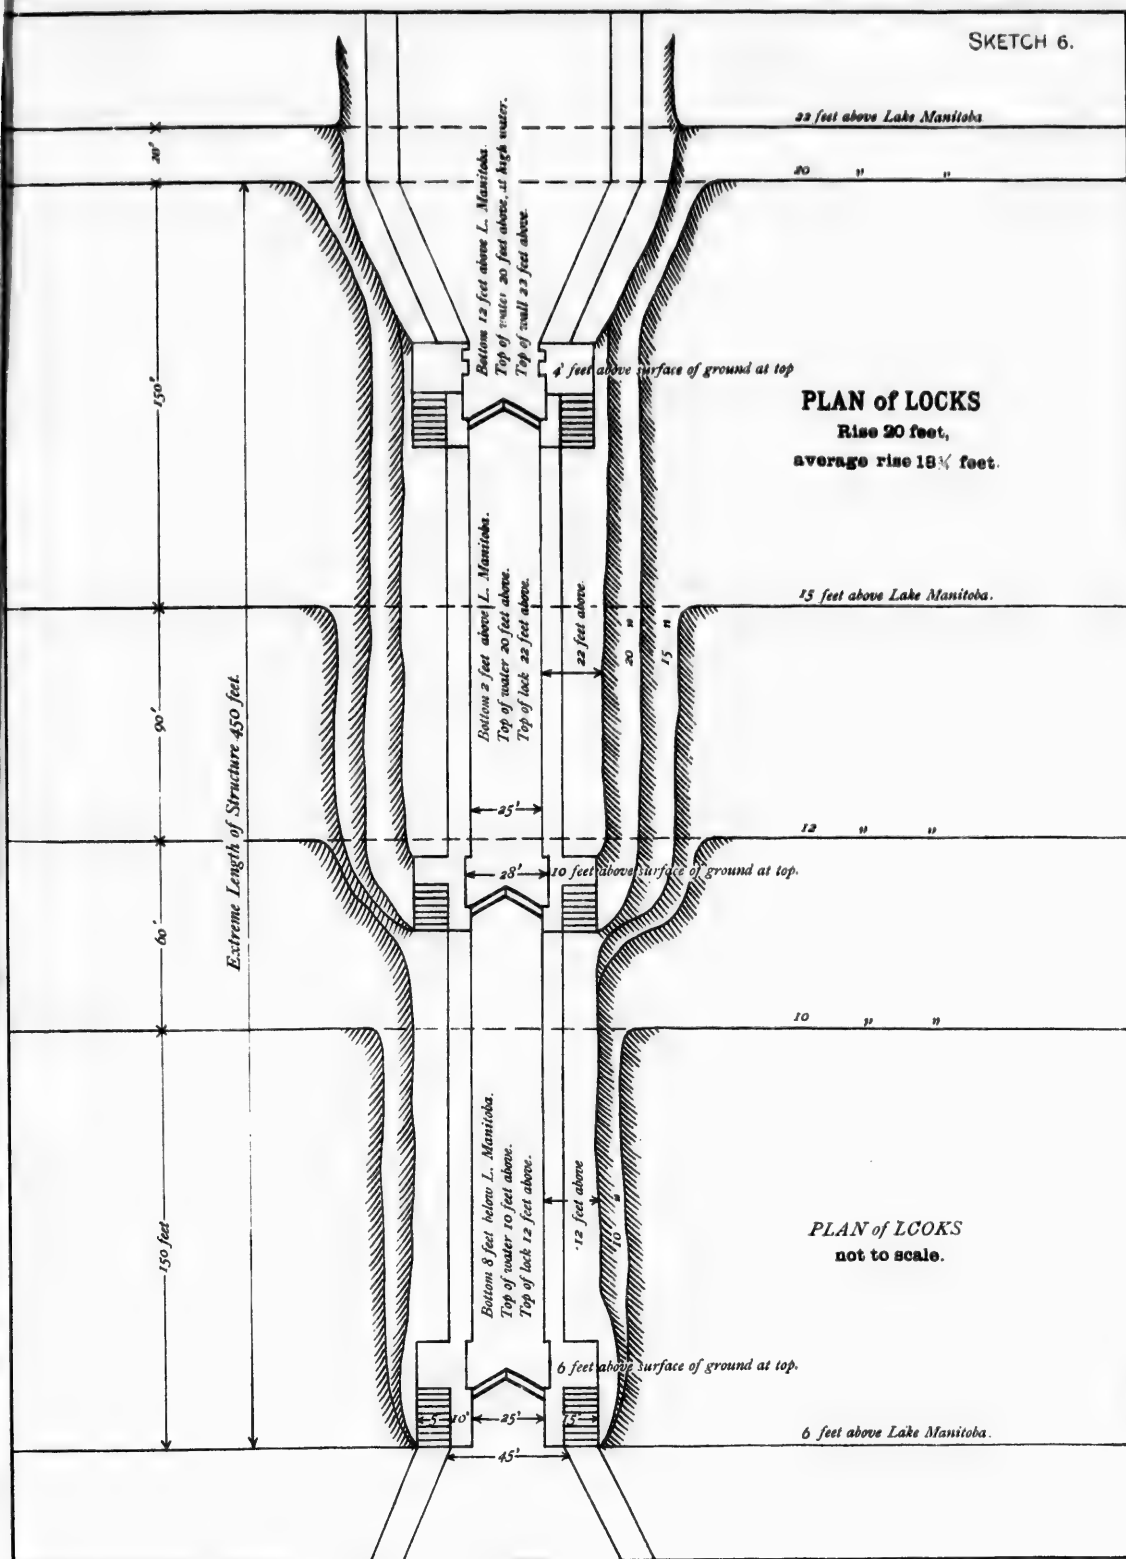 SKETCH 6.
22 feet above Lake Manitoba
20 " "
20'
Bottom 12 feet above L. Manitoba.
Top of water 20 feet above, at high water.
Top of wall 22 feet above.
4' feet above surface of ground at top
150'
PLAN of LOCKS
Rise 20 feet,
average rise 18¼ feet.
15 feet above Lake Manitoba.
Bottom 2 feet above L. Manitoba.
Top of water 20 feet above.
Top of lock 22 feet above.
22 feet above
20 "
15 "
Extreme Length of Structure 450 feet.
90'
25'
12 " "
28'
10 feet above surface of ground at top.
60'
10 " "
Bottom 8 feet below L. Manitoba.
Top of water 10 feet above.
Top of lock 12 feet above.
12 feet above
10 "
150 feet
PLAN of LOOKS
not to scale.
6 feet above surface of ground at top.
5 10' 25' 15'
45'
6 feet above Lake Manitoba.